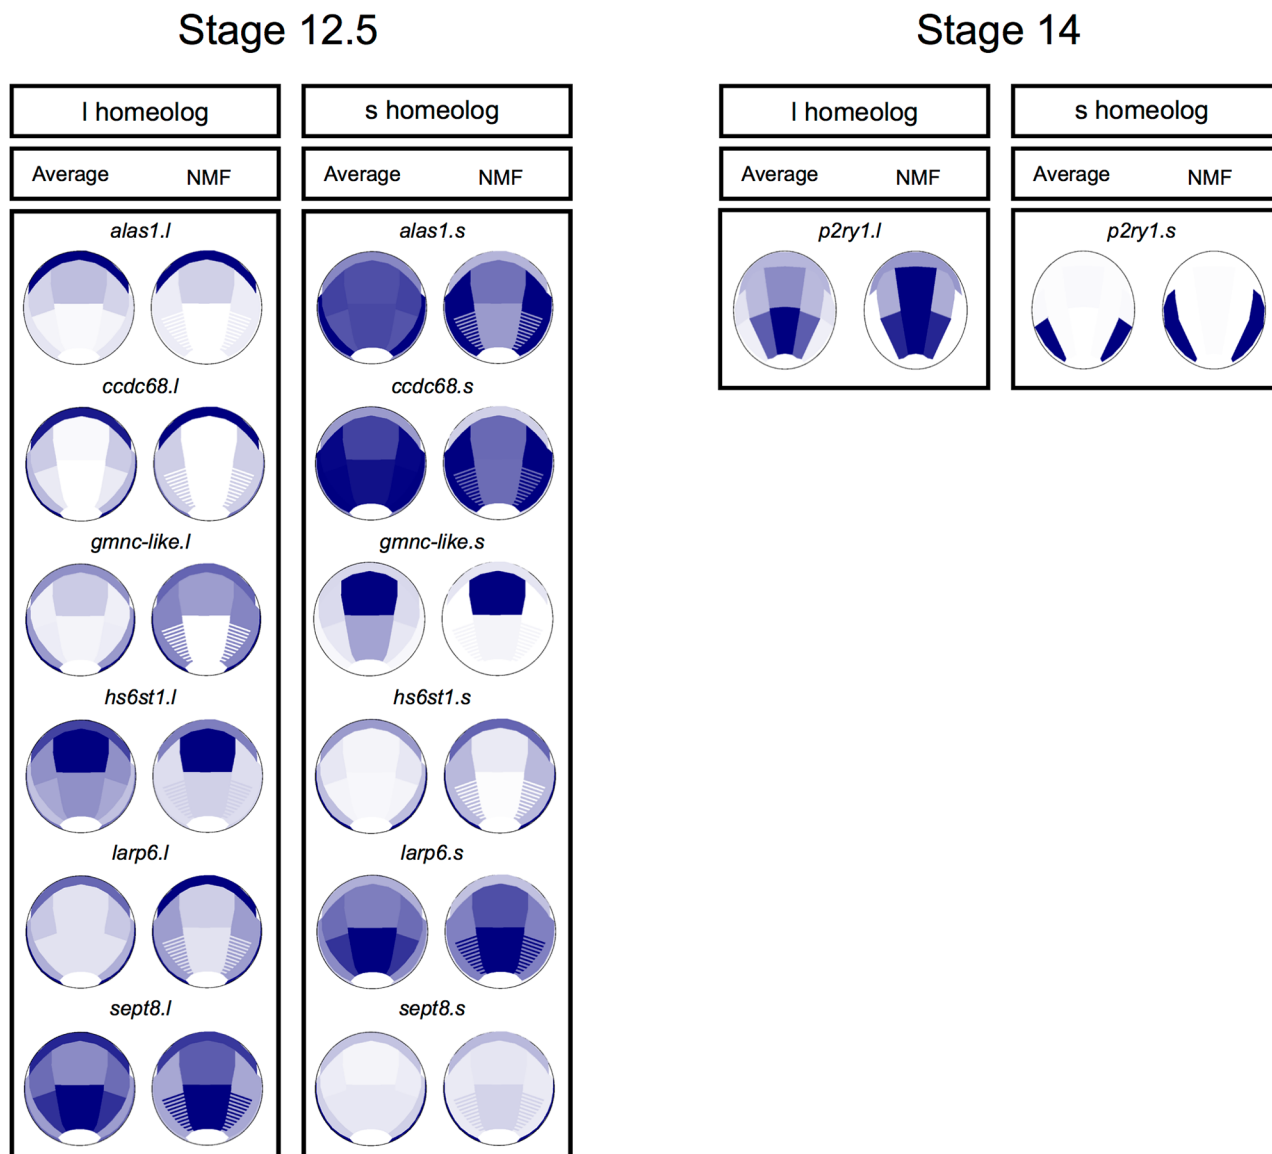 Stage 12.5
Stage 14
l homeolog
s homeolog
l homeolog
s homeolog
Average NMF
Average NMF
Average NMF
Average NMF
alas1.l
alas1.s
p2ry1.l
p2ry1.s
ccdc68.l
ccdc68.s
gmnc-like.l
gmnc-like.s
hs6st1.l
hs6st1.s
larp6.l
larp6.s
sept8.l
sept8.s